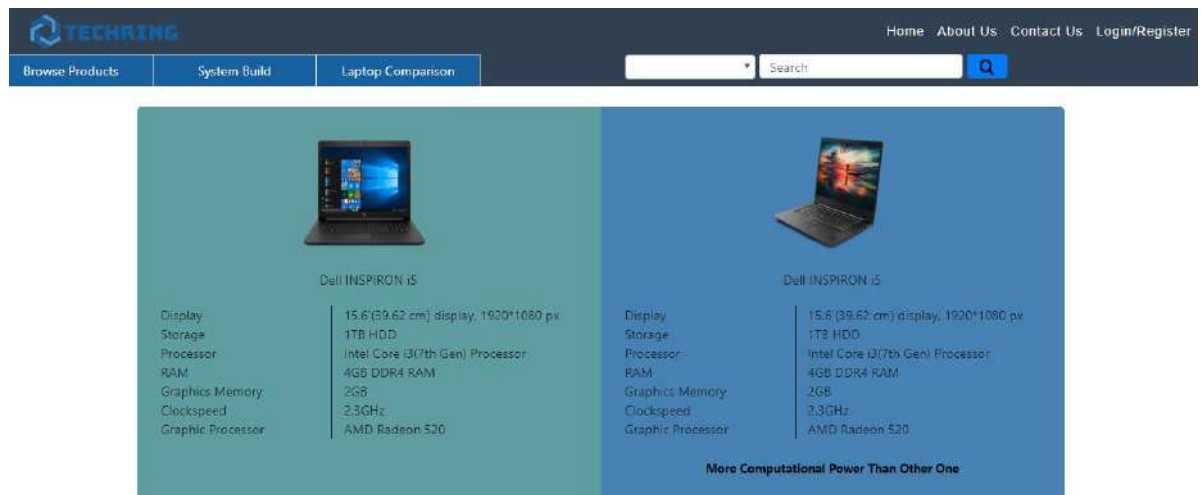 TECHRING
Home About Us Contact Us Login/Register
Browse Products System Build Laptop Comparison Search
Dell INSPIRON i5
Display 15.6'(39.62 cm) display, 1920*1080 px
Storage 1TB HDD
Processor Intel Core i3(7th Gen) Processor
RAM 4GB DDR4 RAM
Graphics Memory 2GB
Clockspeed 2.3GHz
Graphic Processor AMD Radeon 520
Dell INSPIRON i5
Display 15.6'(39.62 cm) display, 1920*1080 px
Storage 1TB HDD
Processor Intel Core i3(7th Gen) Processor
RAM 4GB DDR4 RAM
Graphics Memory 2GB
Clockspeed 2.3GHz
Graphic Processor AMD Radeon 520
More Computational Power Than Other One